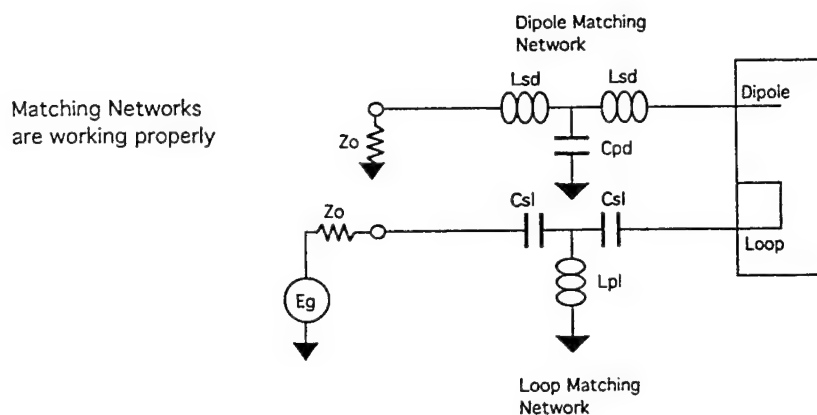 Dipole Matching
Network
Lsd
Lsd
Matching Networks
are working properly
Dipole
Zo
Cpd
Csl
Csl
Zo
Loop
Lpl
Eg
Loop Matching
Network